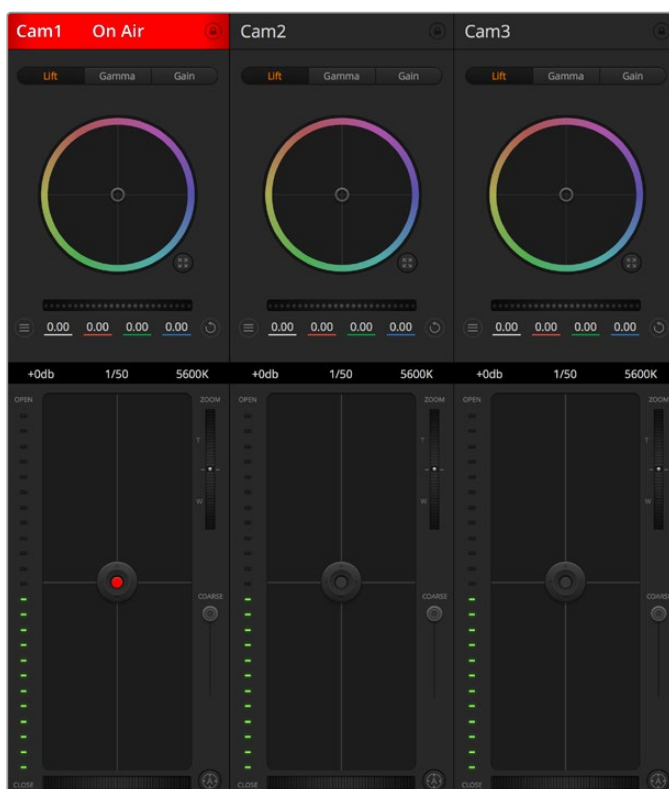 Cam1 On Air Cam2 Cam3
Lift Gamma Gain Lift Gamma Gain Lift Gamma Gain
0.00 0.00 0.00 0.00 0.00 0.00 0.00 0.00 0.00 0.00 0.00 0.00
+0db 1/50 5600K +0db 1/50 5600K +0db 1/50 5600K
OPEN ZOOM OPEN ZOOM OPEN ZOOM
T T T
W W W
COARSE COARSE COARSE
CLOSE CLOSE CLOSE